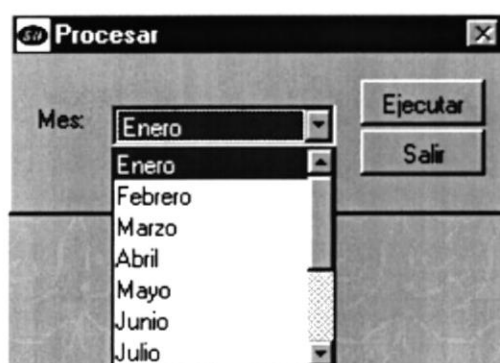 Procesar
Mes:
Enero
Ejecutar
Salir
Enero
Febrero
Marzo
Abril
Mayo
Junio
Julio